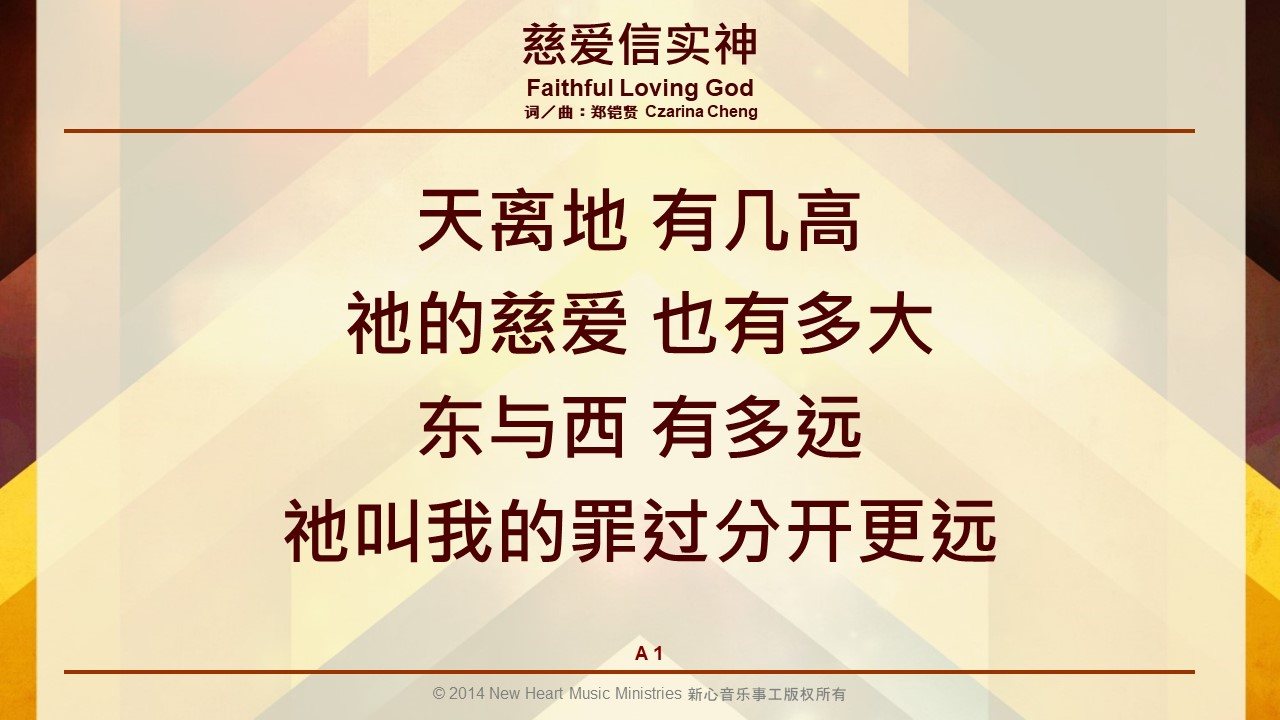 慈爱信实神
Faithful Loving God
词／曲：郑铠贤 Czarina Cheng
天离地 有几高
祂的慈爱 也有多大
东与西 有多远
祂叫我的罪过分开更远
A 1
© 2014 New Heart Music Ministries 新心音乐事工版权所有